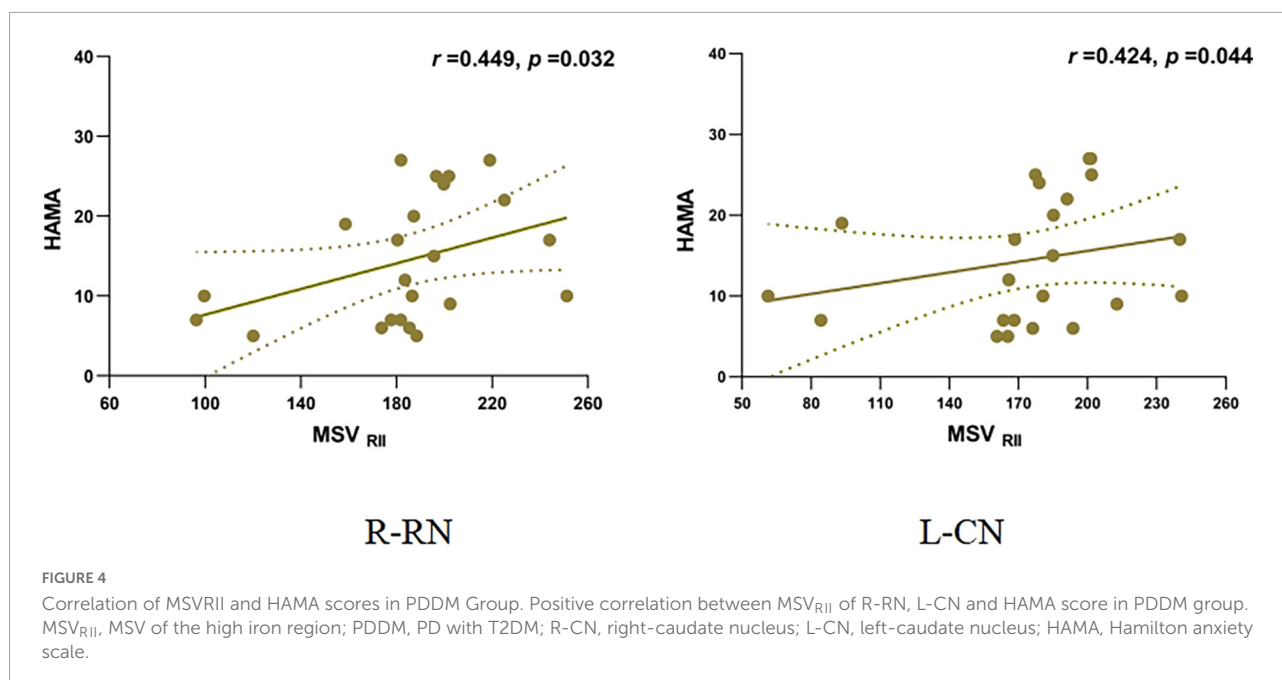 r =0.449, p =0.032
40
30
20
10
0
HAMA
60 100 140 180 220 260
MSV RII
R-RN
r =0.424, p =0.044
40
30
20
10
0
HAMA
50 80 110 140 170 200 230 260
MSV RII
L-CN
FIGURE 4
Correlation of MSVRII and HAMA scores in PDDM Group. Positive correlation between MSVRII of R-RN, L-CN and HAMA score in PDDM group.
MSVRII, MSV of the high iron region; PDDM, PD with T2DM; R-CN, right-caudate nucleus; L-CN, left-caudate nucleus; HAMA, Hamilton anxiety
scale.